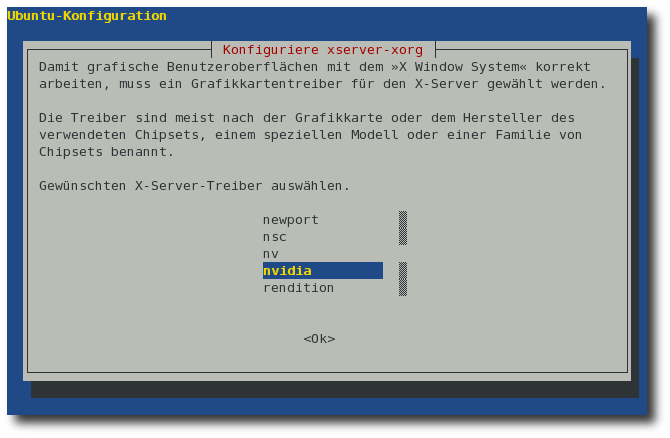 Ubuntu-Konfiguration
Konfiguriere xserver-xorg
Damit grafische Benutzeroberflächen mit dem »X Window System« korrekt
arbeiten, muss ein Grafikkartentreiber für den X-Server gewählt werden.
Die Treiber sind meist nach der Grafikkarte oder dem Hersteller des
verwendeten Chipsets, einem speziellen Modell oder einer Familie von
Chipsets benannt.
Gewünschten X-Server-Treiber auswählen.
newport
nsc
nv
nvidia
rendition
<Ok>